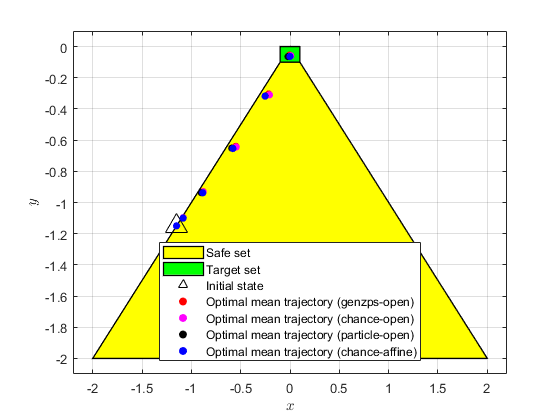 0
-0.2
-0.4
-0.6
-0.8
-1
-1.2
-1.4
-1.6
-1.8
-2
y
Safe set
Target set
Initial state
Optimal mean trajectory (genzps-open)
Optimal mean trajectory (chance-open)
Optimal mean trajectory (particle-open)
Optimal mean trajectory (chance-affine)
-2 -1.5 -1 -0.5 0 0.5 1 1.5 2
x